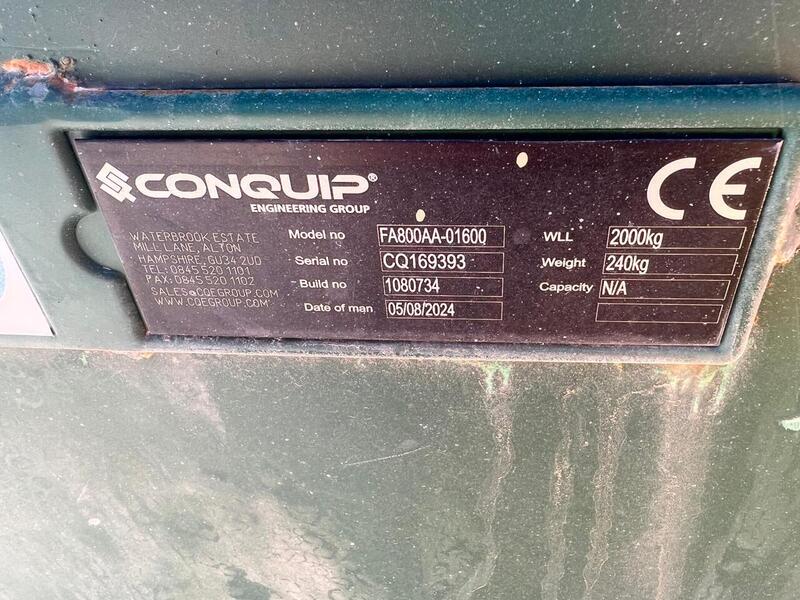 CONQUIP®
ENGINEERING GROUP
CE
WATERBROOK ESTATE
MILL LANE, ALTON
HAMPSHIRE, GU34 2UD
TEL: 0845 520 1101
FAX: 0845 520 1102
SALES@CQEGROUP.COM
WWW.CQEGROUP.COM
Model no FA800AA-01600
Serial no CQ169393
Build no 1080734
Date of man 05/08/2024
WLL 2000kg
Weight 240kg
Capacity N/A